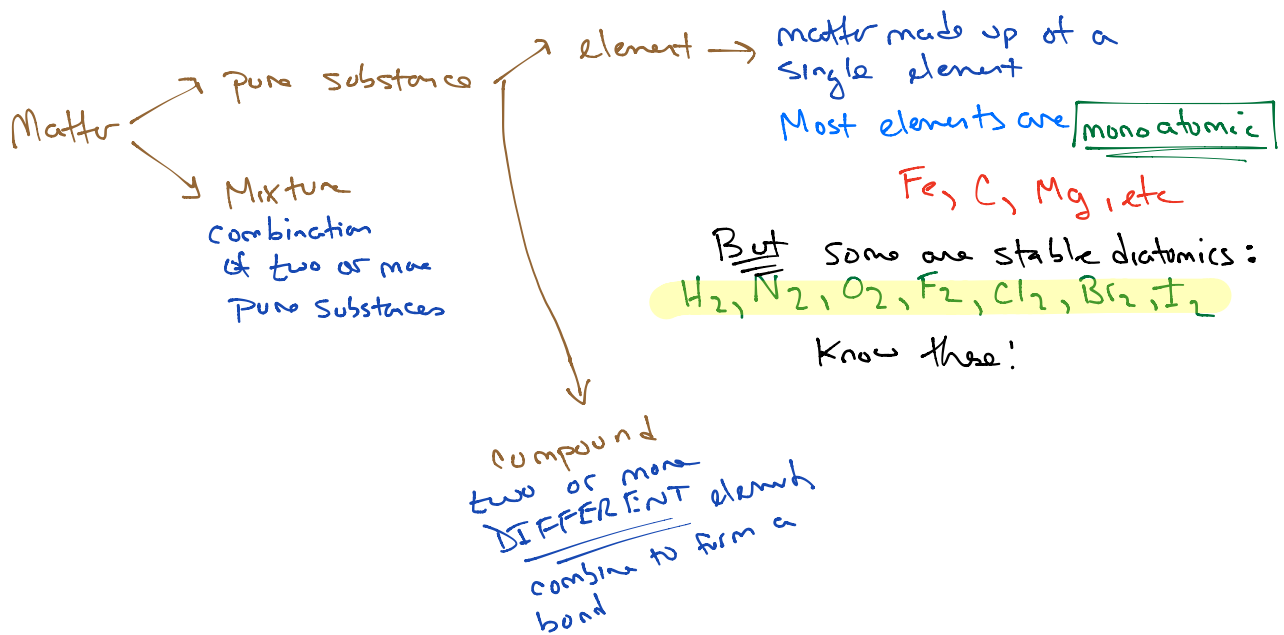 Matter
pure substance
Mixture
combination
of two or more
pure substances
element
matter made up of a
single element
Most elements are monoatomic
Fe, C, Mg, etc
But some are stable diatomics:
H₂, N₂, O₂, F₂, Cl₂, Br₂, I₂
Know these!
compound
two or more
DIFFERENT elements
combine to form a
bond